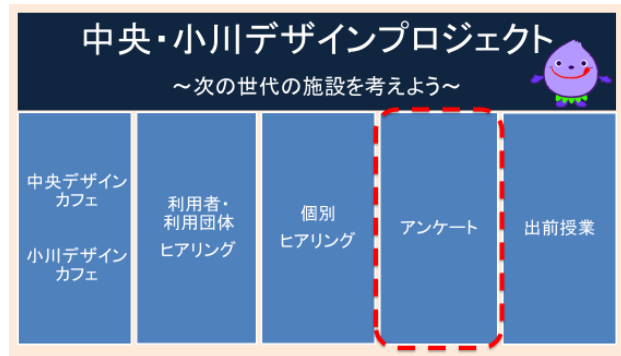 中央・小川デザインプロジェクト
～次の世代の施設を考えよう～
中央デザイン
カフェ
小川デザイン
カフェ
利用者・
利用団体
ヒアリング
個別
ヒアリング
アンケート
出前授業